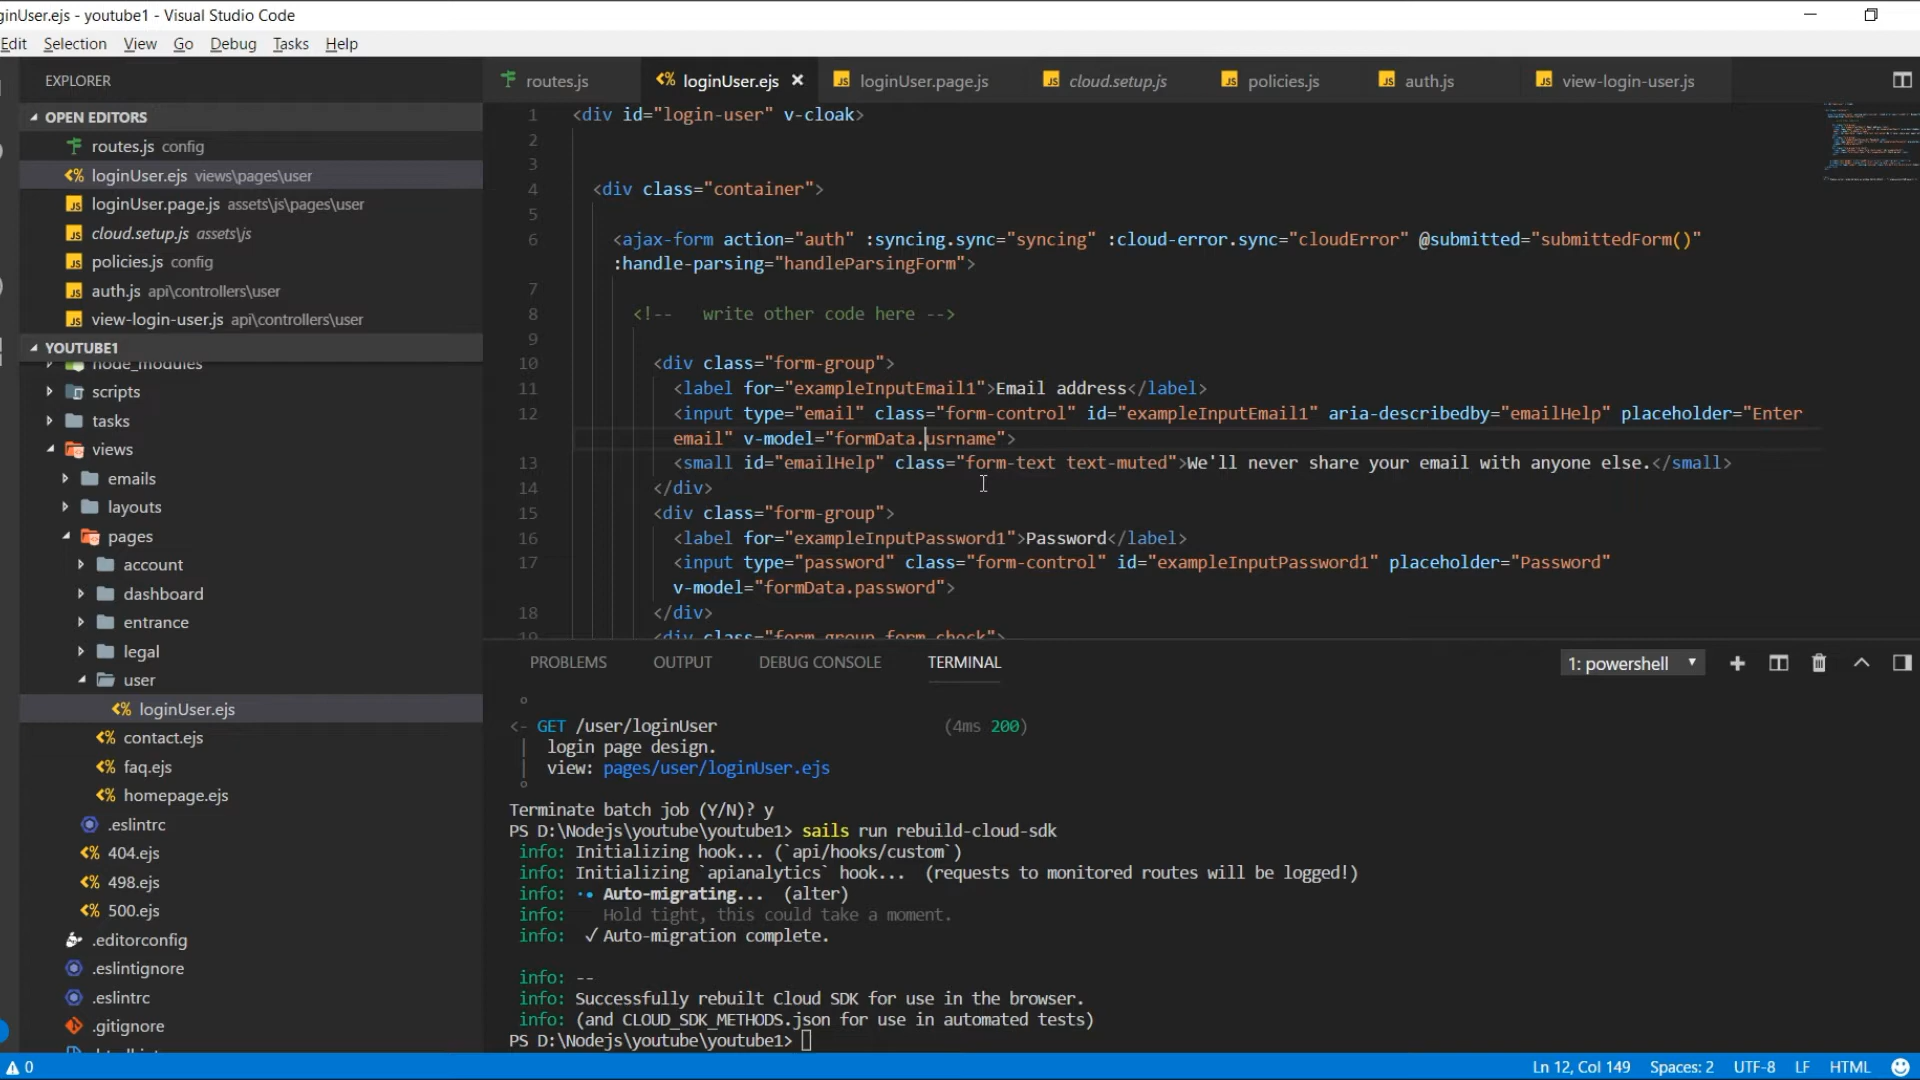 ginUser.ejs - youtube1 - Visual Studio Code
Edit Selection View Go Debug Tasks Help
EXPLORER
OPEN EDITORS
routes.js config
loginUser.ejs views\pages\user
loginUser.page.js assets\js\pages\user
cloud.setup.js assets\js
policies.js config
auth.js api\controllers\user
view-login-user.js api\controllers\user
YOUTUBE1
node_modules
scripts
tasks
views
emails
layouts
pages
account
dashboard
entrance
legal
user
loginUser.ejs
contact.ejs
faq.ejs
homepage.ejs
.eslintrc
404.ejs
498.ejs
500.ejs
.editorconfig
.eslintignore
.eslintrc
.gitignore
routes.js loginUser.ejs loginUser.page.js cloud.setup.js policies.js auth.js view-login-user.js
1 <div id="login-user" v-cloak>
2
3
4 <div class="container">
5
6 <ajax-form action="auth" :syncing.sync="syncing" :cloud-error.sync="cloudError" @submitted="submittedForm()"
:handle-parsing="handleParsingForm">
7
8 <!-- write other code here -->
9
10 <div class="form-group">
11 <label for="exampleInputEmail1">Email address</label>
12 <input type="email" class="form-control" id="exampleInputEmail1" aria-describedby="emailHelp" placeholder="Enter
email" v-model="formData.usrname">
13 <small id="emailHelp" class="form-text text-muted">We'll never share your email with anyone else.</small>
14 </div>
15 <div class="form-group">
16 <label for="exampleInputPassword1">Password</label>
17 <input type="password" class="form-control" id="exampleInputPassword1" placeholder="Password"
v-model="formData.password">
18 </div>
19 <div class="form-group form-check">
PROBLEMS OUTPUT DEBUG CONSOLE TERMINAL 1: powershell
<- GET /user/loginUser (4ms 200)
| login page design.
| view: pages/user/loginUser.ejs
Terminate batch job (Y/N)? y
PS D:\Nodejs\youtube\youtube1> sails run rebuild-cloud-sdk
info: Initializing hook... (`api/hooks/custom`)
info: Initializing `apianalytics` hook... (requests to monitored routes will be logged!)
info: ·• Auto-migrating... (alter)
info: Hold tight, this could take a moment.
info: ✓ Auto-migration complete.
info: --
info: Successfully rebuilt Cloud SDK for use in the browser.
info: (and CLOUD_SDK_METHODS.json for use in automated tests)
PS D:\Nodejs\youtube\youtube1>
0 Ln 12, Col 149 Spaces: 2 UTF-8 LF HTML